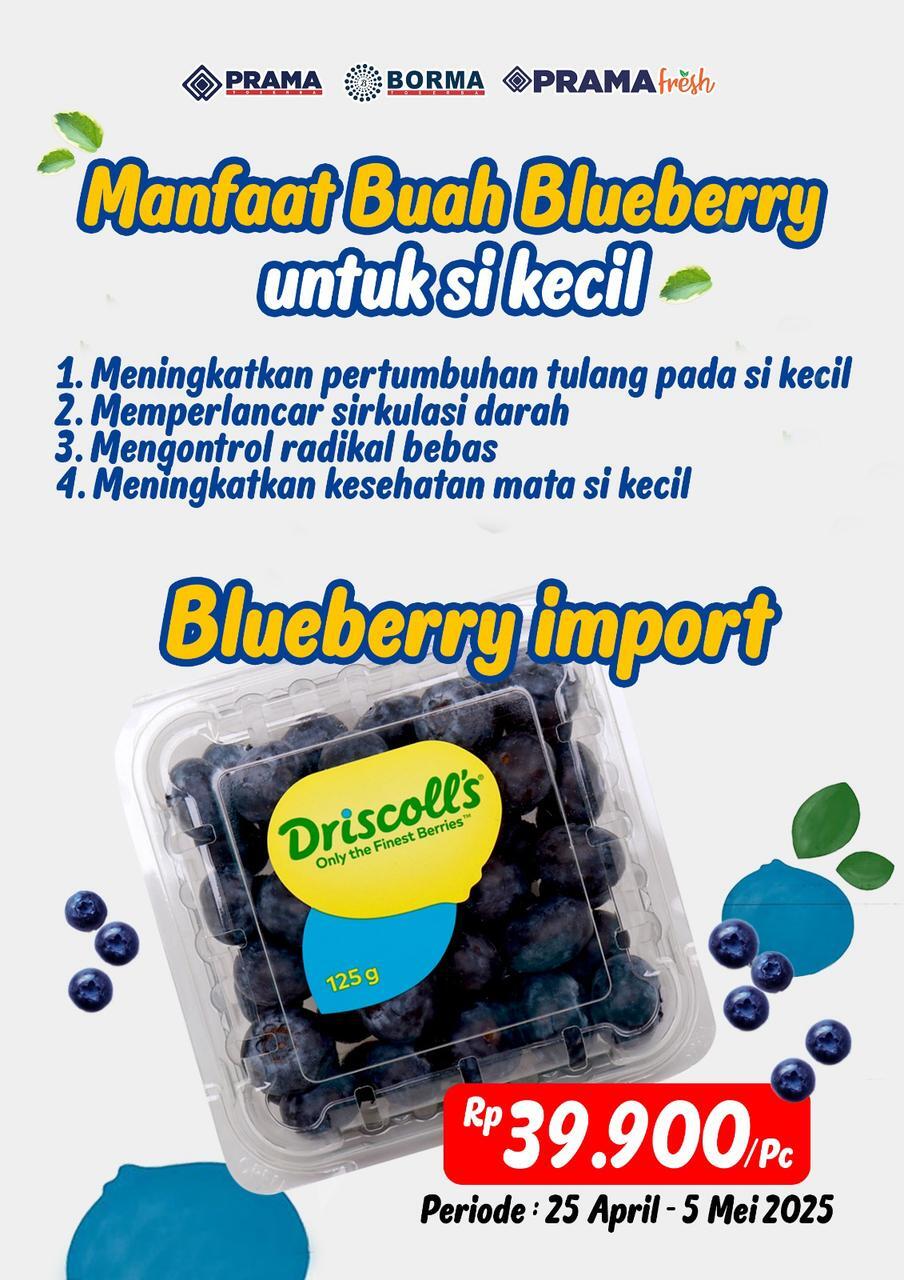 PRAMA BORMA PRAMA fresh
TOSERBA TOSERBA
Manfaat Buah Blueberry
untuk si kecil
1. Meningkatkan pertumbuhan tulang pada si kecil
2. Memperlancar sirkulasi darah
3. Mengontrol radikal bebas
4. Meningkatkan kesehatan mata si kecil
Blueberry import
Driscoll's®
Only the Finest Berries™
125 g
Rp 39.900/Pc
Periode : 25 April - 5 Mei 2025